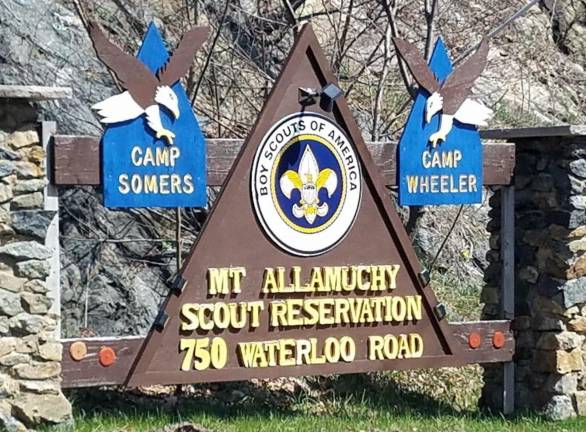 CAMP
SOMERS
BOY SCOUTS OF AMERICA
CAMP
WHEELER
MT ALLAMUCHY
SCOUT RESERVATION
750 WATERLOO ROAD